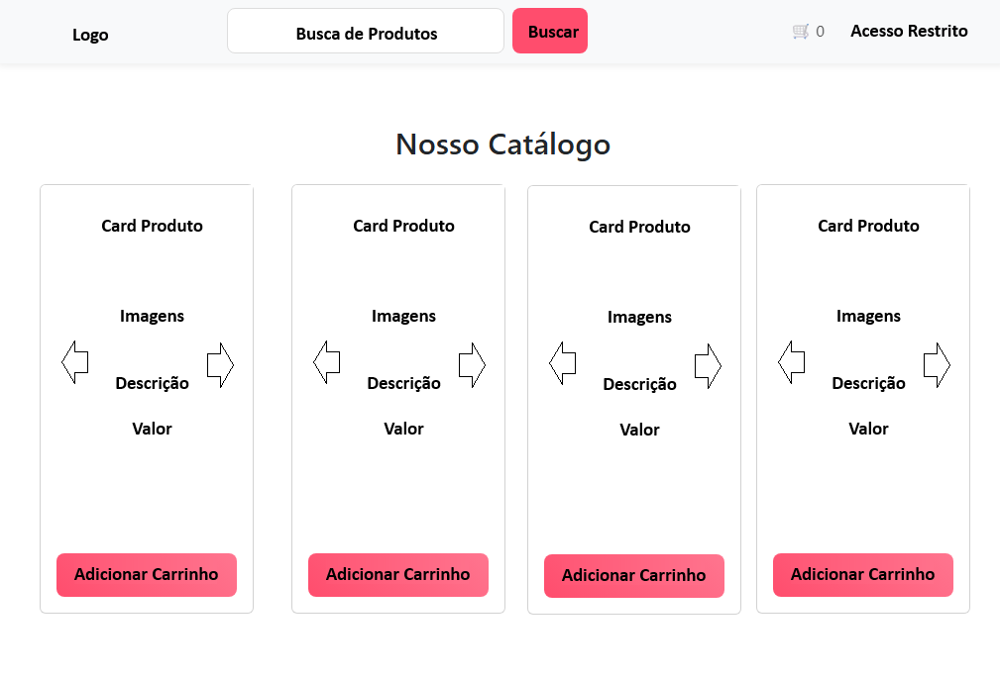 Logo
Busca de Produtos
Buscar
0
Acesso Restrito
Nosso Catálogo
Card Produto
Imagens
Descrição
Valor
Adicionar Carrinho
Card Produto
Imagens
Descrição
Valor
Adicionar Carrinho
Card Produto
Imagens
Descrição
Valor
Adicionar Carrinho
Card Produto
Imagens
Descrição
Valor
Adicionar Carrinho